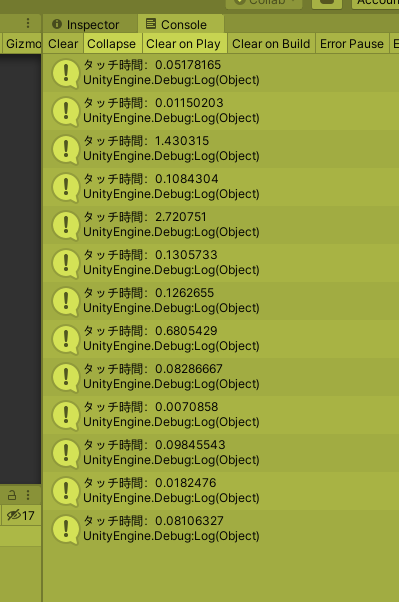 Collab
Accoun
Inspector
Console
Gizmo
Clear
Collapse
Clear on Play
Clear on Build
Error Pause
E
タッチ時間：0.05178165
UnityEngine.Debug:Log(Object)
タッチ時間：0.01150203
UnityEngine.Debug:Log(Object)
タッチ時間：1.430315
UnityEngine.Debug:Log(Object)
タッチ時間：0.1084304
UnityEngine.Debug:Log(Object)
タッチ時間：2.720751
UnityEngine.Debug:Log(Object)
タッチ時間：0.1305733
UnityEngine.Debug:Log(Object)
タッチ時間：0.1262655
UnityEngine.Debug:Log(Object)
タッチ時間：0.6805429
UnityEngine.Debug:Log(Object)
タッチ時間：0.08286667
UnityEngine.Debug:Log(Object)
タッチ時間：0.0070858
UnityEngine.Debug:Log(Object)
タッチ時間：0.09845543
UnityEngine.Debug:Log(Object)
タッチ時間：0.0182476
UnityEngine.Debug:Log(Object)
17
タッチ時間：0.08106327
UnityEngine.Debug:Log(Object)